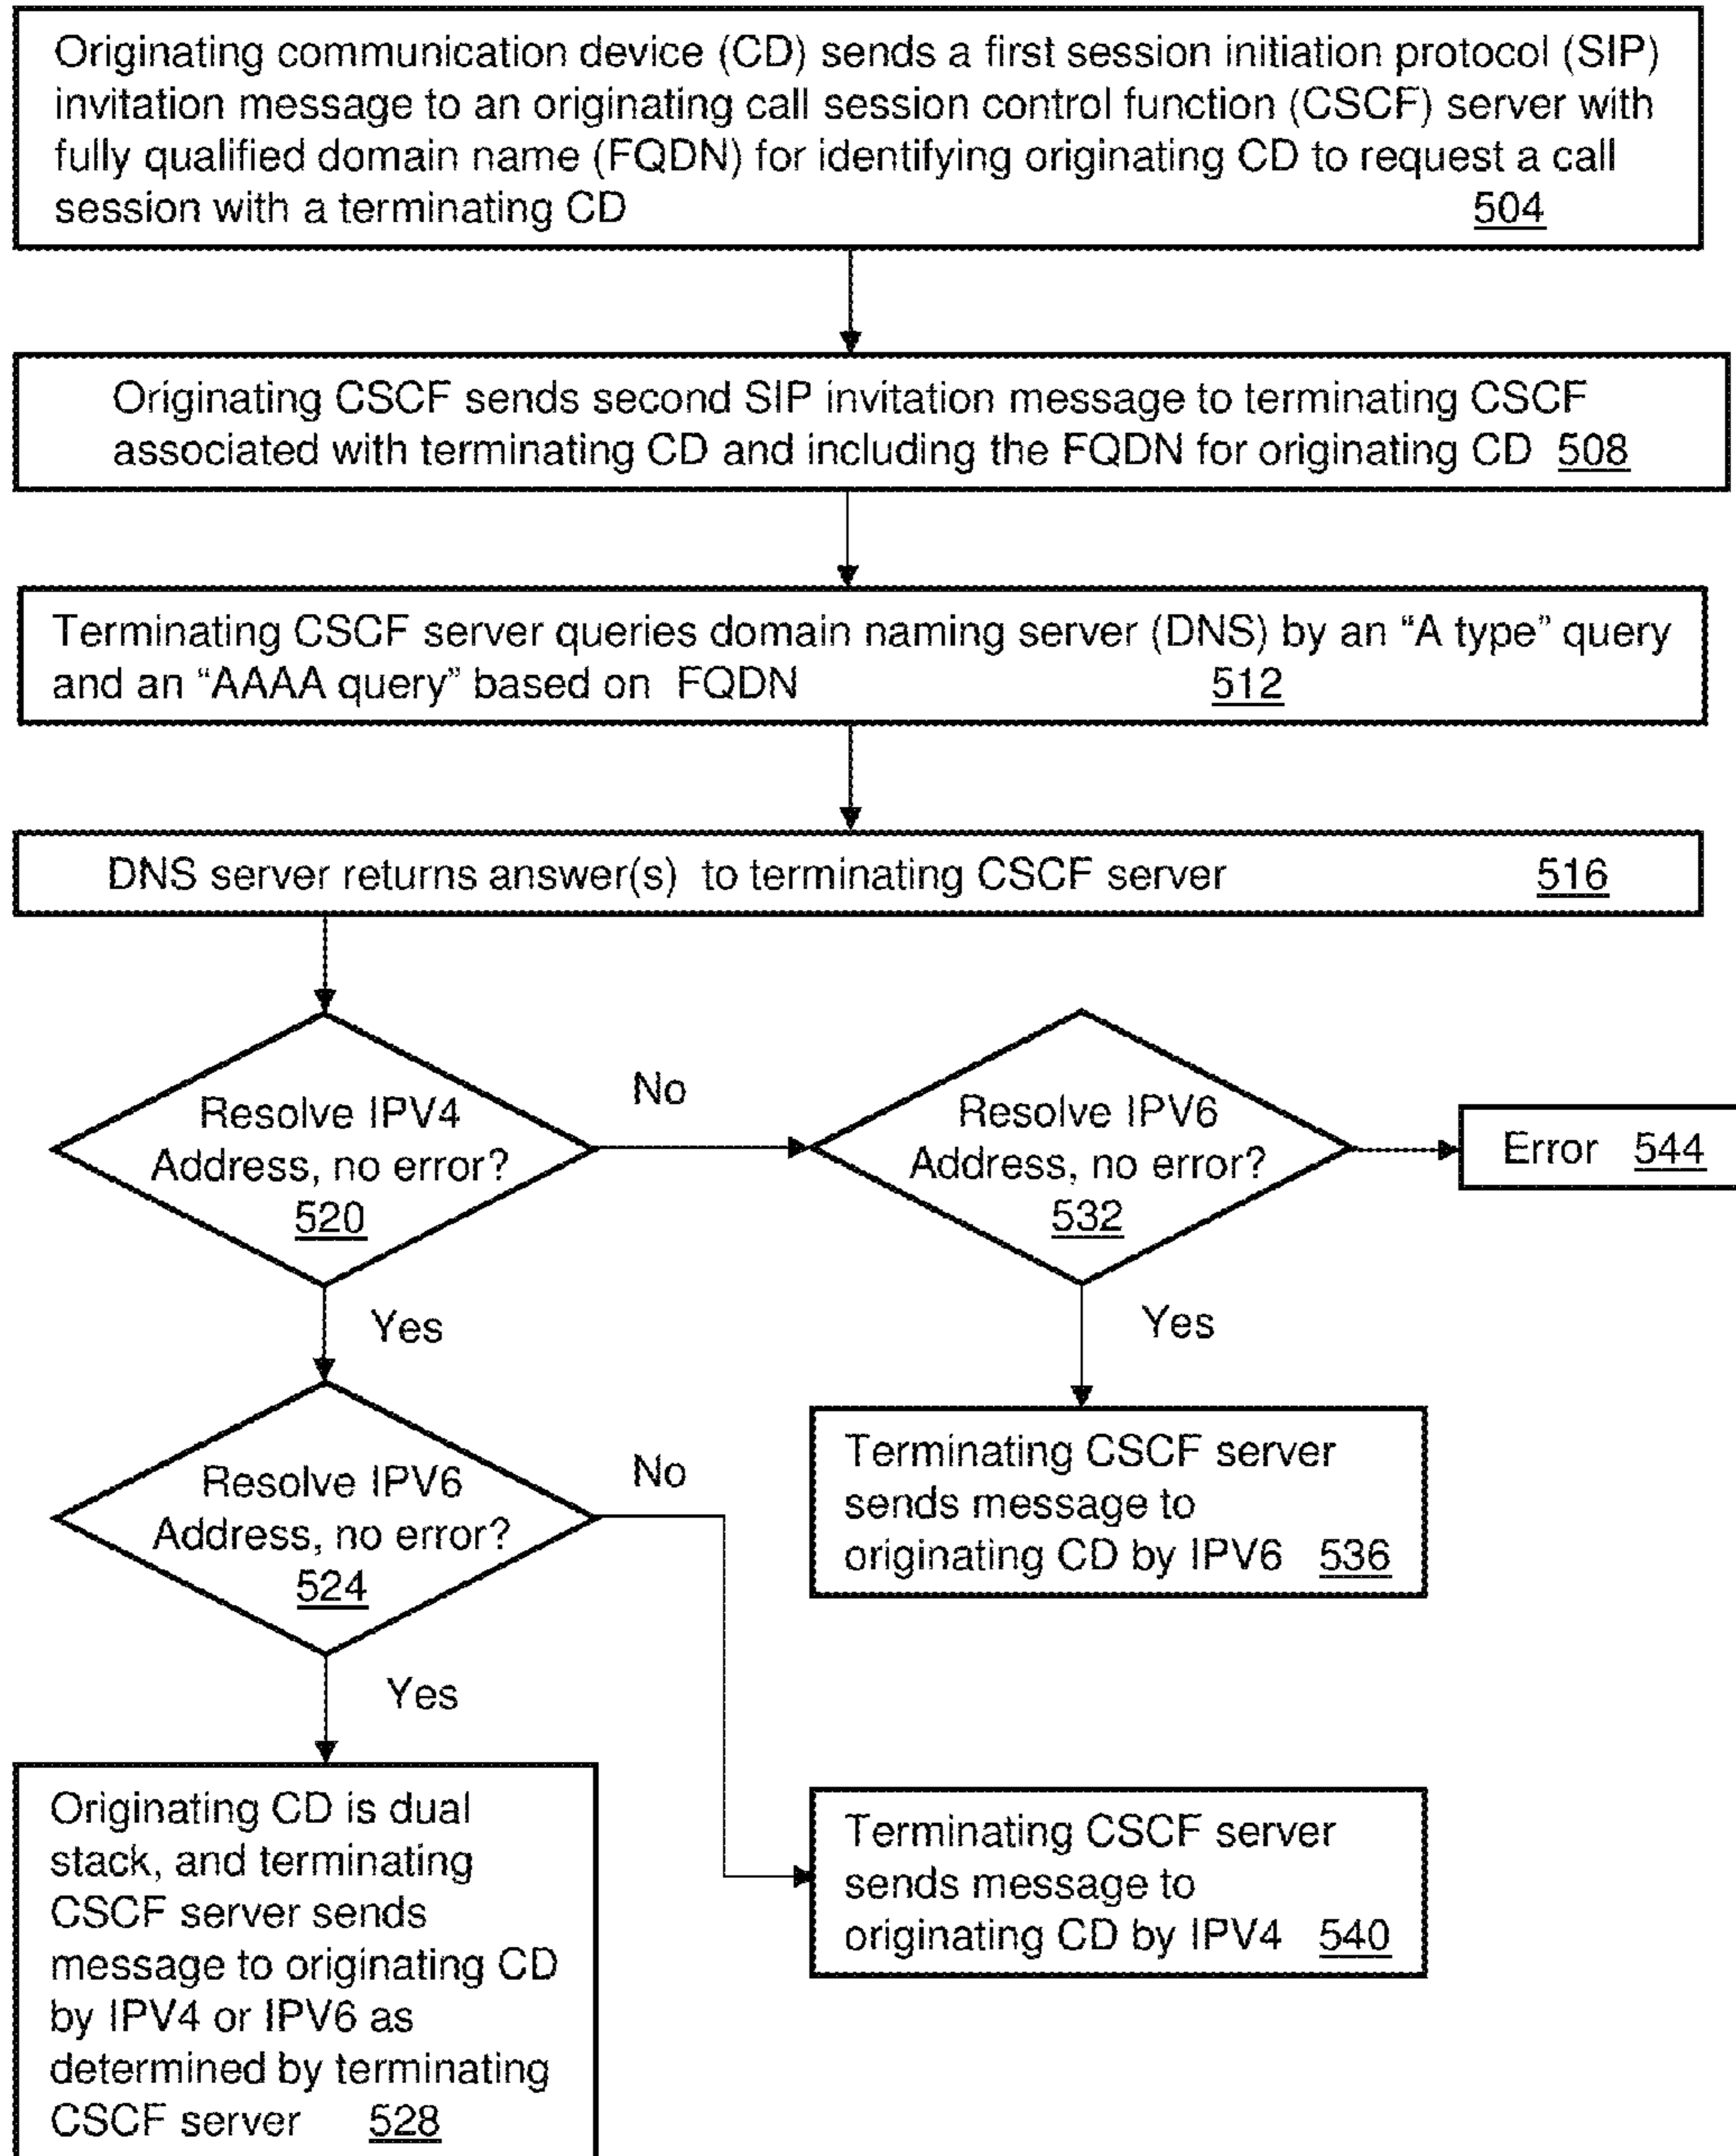 Originating communication device (CD) sends a first session initiation protocol (SIP)
invitation message to an originating call session control function (CSCF) server with
fully qualified domain name (FQDN) for identifying originating CD to request a call
session with a terminating CD 504
Originating CSCF sends second SIP invitation message to terminating CSCF
associated with terminating CD and including the FQDN for originating CD 508
Terminating CSCF server queries domain naming server (DNS) by an “A type” query
and an “AAAA query” based on FQDN 512
DNS server returns answer(s) to terminating CSCF server 516
Resolve IPV4
Address, no error?
520
No
Resolve IPV6
Address, no error?
532
Error 544
Yes
Yes
Resolve IPV6
Address, no error?
524
No
Terminating CSCF server
sends message to
originating CD by IPV6 536
Yes
Originating CD is dual
stack, and terminating
CSCF server sends
message to originating CD
by IPV4 or IPV6 as
determined by terminating
CSCF server 528
Terminating CSCF server
sends message to
originating CD by IPV4 540